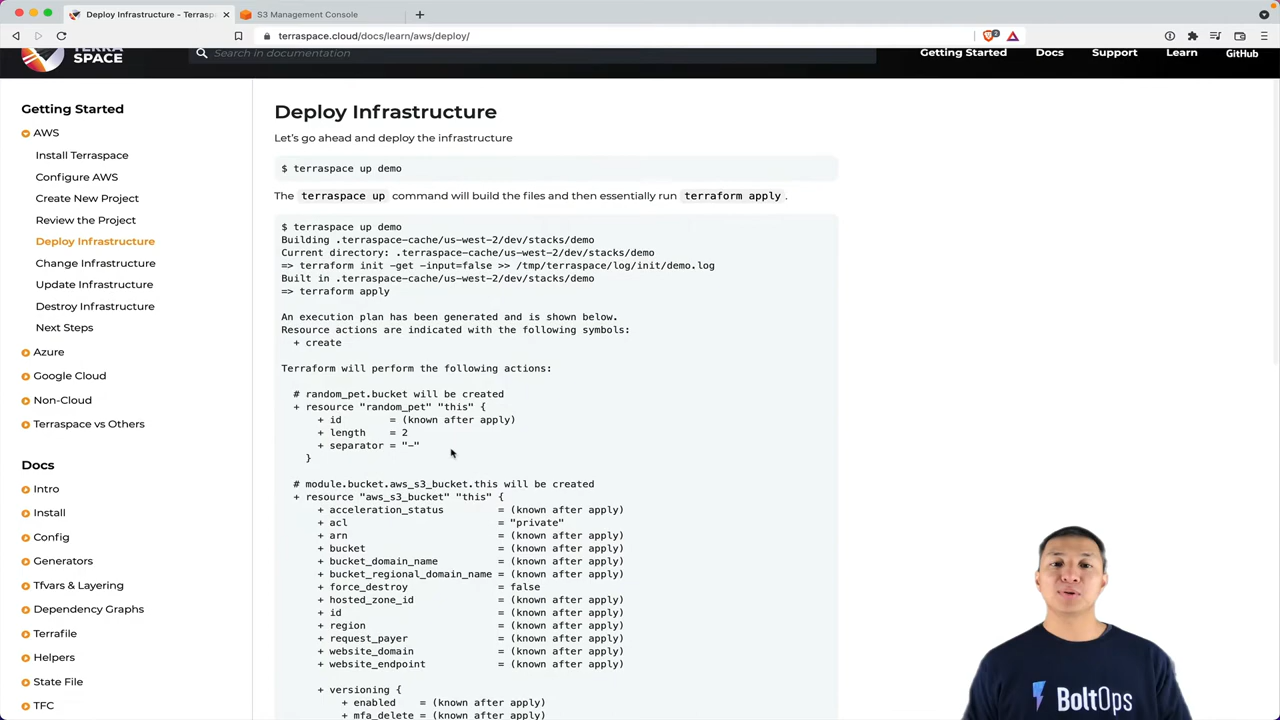 Deploy Infrastructure - Terrasp
S3 Management Console
terraspace.cloud/docs/learn/aws/deploy/
2
TERRA
SPACE
Search in documentation
Getting Started
Docs
Support
Learn
GitHub
Getting Started
AWS
Install Terraspace
Configure AWS
Create New Project
Review the Project
Deploy Infrastructure
Change Infrastructure
Update Infrastructure
Destroy Infrastructure
Next Steps
Azure
Google Cloud
Non-Cloud
Terraspace vs Others
Docs
Intro
Install
Config
Generators
Tfvars & Layering
Dependency Graphs
Terrafile
Helpers
State File
TFC
Deploy Infrastructure
Let's go ahead and deploy the infrastructure
$ terraspace up demo
The terraspace up command will build the files and then essentially run terraform apply .
$ terraspace up demo
Building .terraspace-cache/us-west-2/dev/stacks/demo
Current directory: .terraspace-cache/us-west-2/dev/stacks/demo
=> terraform init -get -input=false >> /tmp/terraspace/log/init/demo.log
Built in .terraspace-cache/us-west-2/dev/stacks/demo
=> terraform apply
An execution plan has been generated and is shown below.
Resource actions are indicated with the following symbols:
+ create
Terraform will perform the following actions:
# random_pet.bucket will be created
+ resource "random_pet" "this" {
+ id = (known after apply)
+ length = 2
+ separator = "-"
}
# module.bucket.aws_s3_bucket.this will be created
+ resource "aws_s3_bucket" "this" {
+ acceleration_status = (known after apply)
+ acl = "private"
+ arn = (known after apply)
+ bucket = (known after apply)
+ bucket_domain_name = (known after apply)
+ bucket_regional_domain_name = (known after apply)
+ force_destroy = false
+ hosted_zone_id = (known after apply)
+ id = (known after apply)
+ region = (known after apply)
+ request_payer = (known after apply)
+ website_domain = (known after apply)
+ website_endpoint = (known after apply)
+ versioning {
+ enabled = (known after apply)
+ mfa_delete = (known after apply)
BoltOps